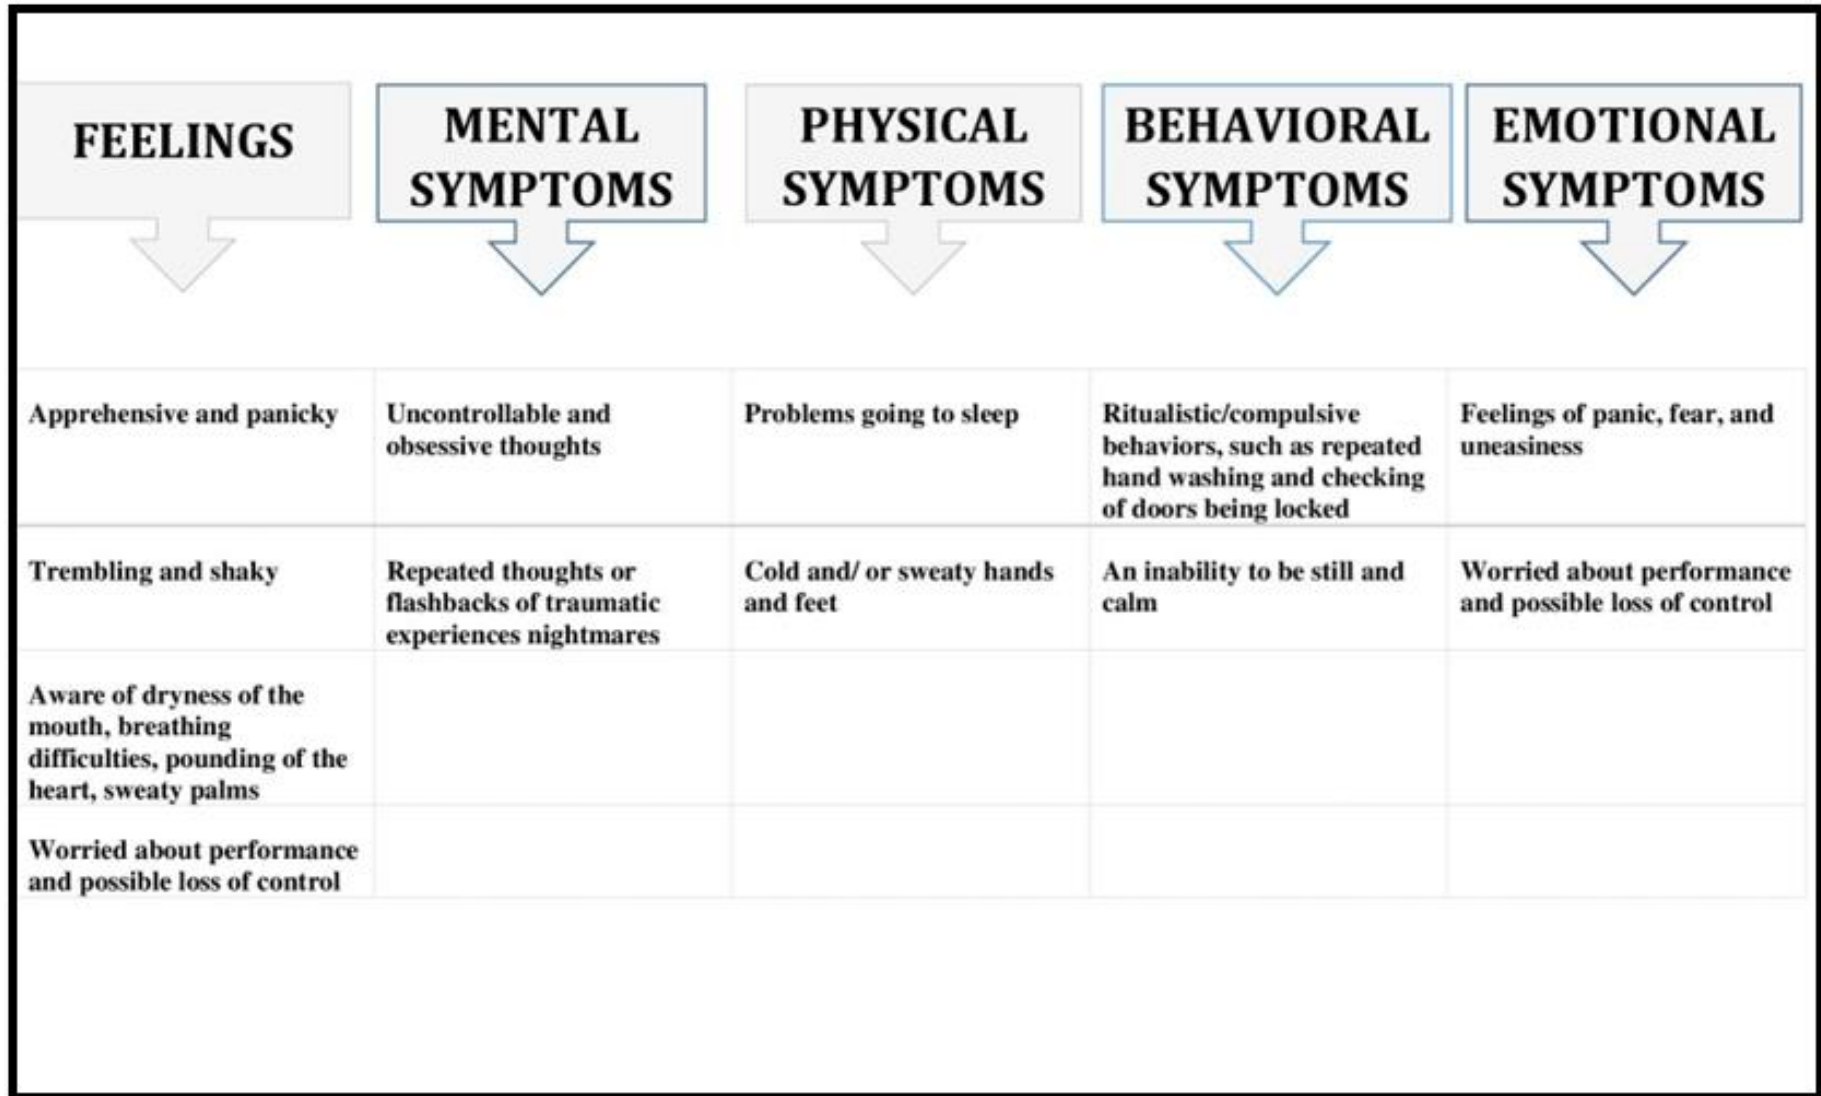 FEELINGS
MENTAL
SYMPTOMS
PHYSICAL
SYMPTOMS
BEHAVIORAL
SYMPTOMS
EMOTIONAL
SYMPTOMS
Apprehensive and panicky
Uncontrollable and
obsessive thoughts
Problems going to sleep
Ritualistic/compulsive
behaviors, such as repeated
hand washing and checking
of doors being locked
Feelings of panic, fear, and
uneasiness
Trembling and shaky
Repeated thoughts or
flashbacks of traumatic
experiences nightmares
Cold and/ or sweaty hands
and feet
An inability to be still and
calm
Worried about performance
and possible loss of control
Aware of dryness of the
mouth, breathing
difficulties, pounding of the
heart, sweaty palms
Worried about performance
and possible loss of control